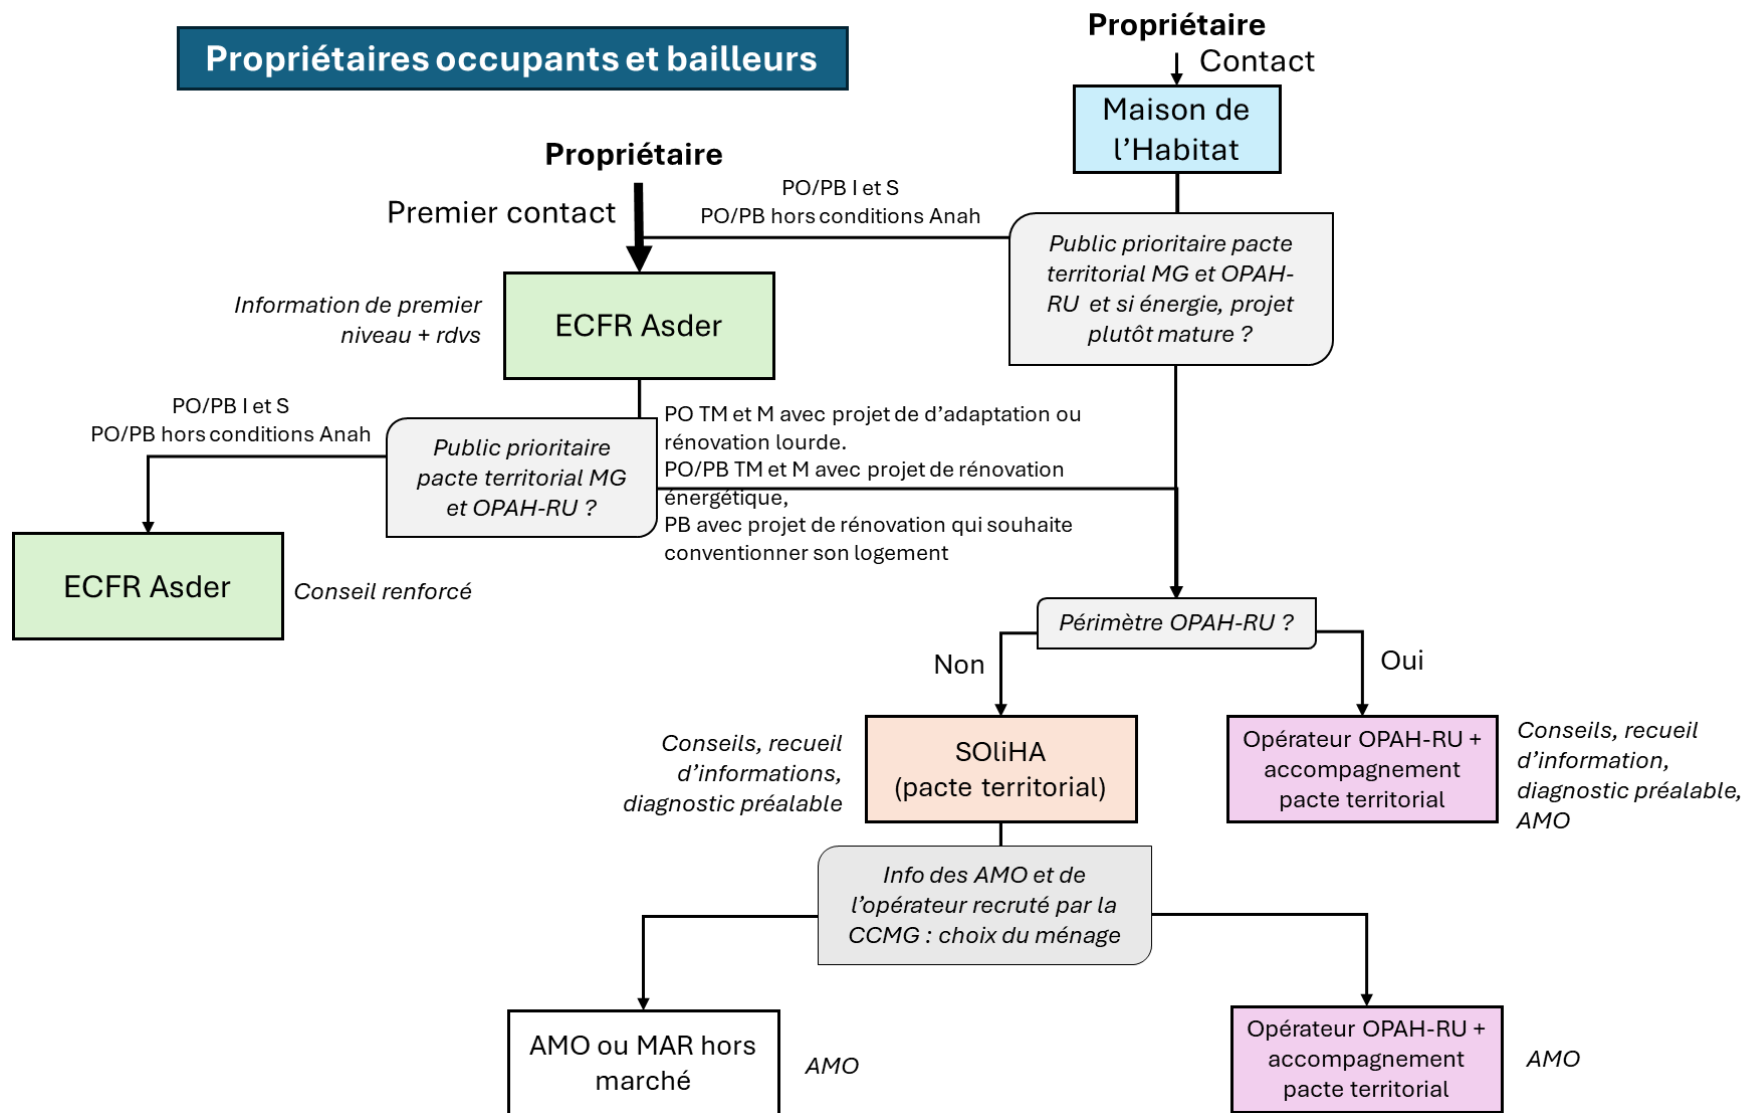 Propriétaires occupants et bailleurs
Propriétaire
Contact
Maison de
l’Habitat
Propriétaire
Premier contact
PO/PB I et S
PO/PB hors conditions Anah
Public prioritaire pacte
territorial MG et OPAH-
RU et si énergie, projet
plutôt mature ?
Information de premier
niveau + rdvs
ECFR Asder
PO/PB I et S
PO/PB hors conditions Anah
Public prioritaire
pacte territorial MG
et OPAH-RU ?
PO TM et M avec projet de d’adaptation ou
rénovation lourde.
PO/PB TM et M avec projet de rénovation
énergétique,
PB avec projet de rénovation qui souhaite
conventionner son logement
ECFR Asder
Conseil renforcé
Périmètre OPAH-RU ?
Non
Oui
Conseils, recueil
d’informations,
diagnostic préalable
SOliHA
(pacte territorial)
Opérateur OPAH-RU +
accompagnement
pacte territorial
Conseils, recueil
d’information,
diagnostic préalable,
AMO
Info des AMO et de
l’opérateur recruté par la
CCMG : choix du ménage
AMO ou MAR hors
marché
AMO
Opérateur OPAH-RU +
accompagnement
pacte territorial
AMO